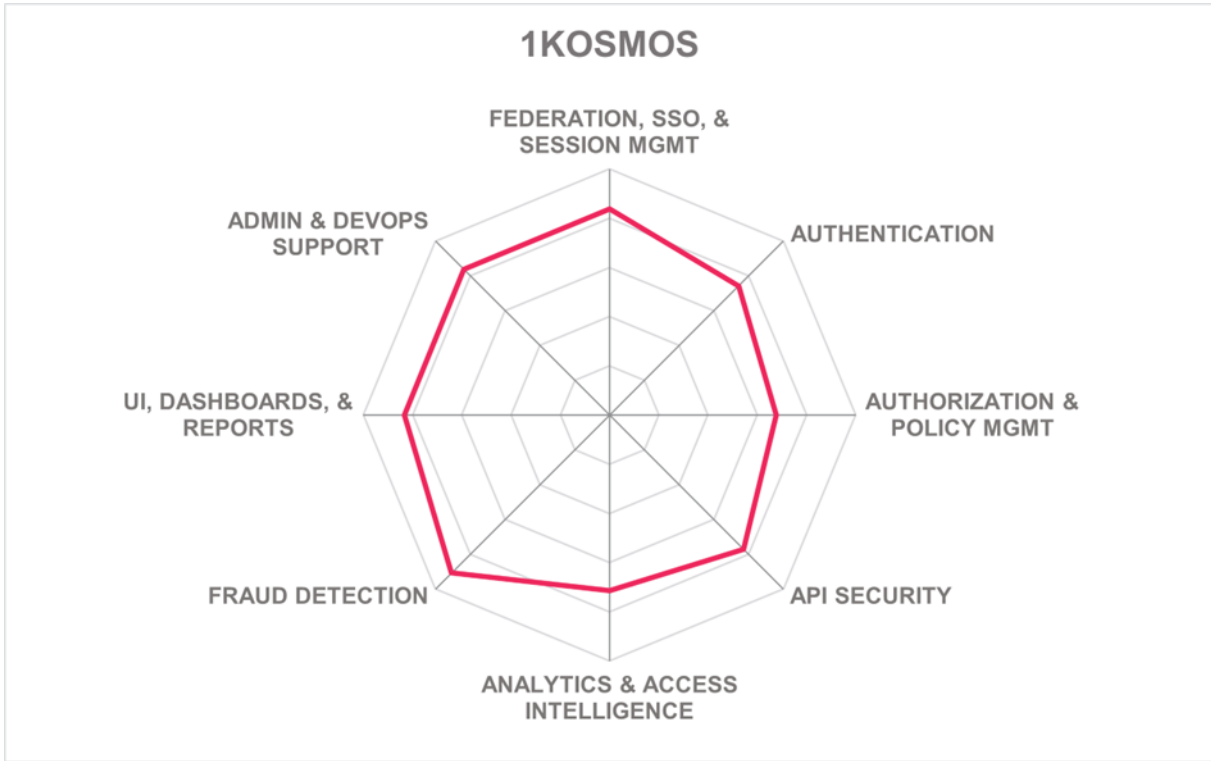 1KOSMOS
FEDERATION, SSO, &
SESSION MGMT
AUTHENTICATION
AUTHORIZATION &
POLICY MGMT
API SECURITY
ANALYTICS & ACCESS
INTELLIGENCE
FRAUD DETECTION
UI, DASHBOARDS, &
REPORTS
ADMIN & DEVOPS
SUPPORT